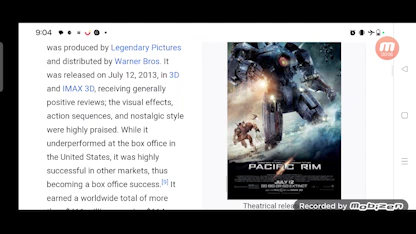 9:04
was produced by Legendary Pictures
and distributed by Warner Bros. It
was released on July 12, 2013, in 3D
and IMAX 3D, receiving generally
positive reviews; the visual effects,
action sequences, and nostalgic style
were highly praised. While it
underperformed at the box office in
the United States, it was highly
successful in other markets, thus
becoming a box office success.[9] It
earned a worldwide total of more
PACIFIC RIM
JULY 12
Theatrical
Recorded by MOBIZEN